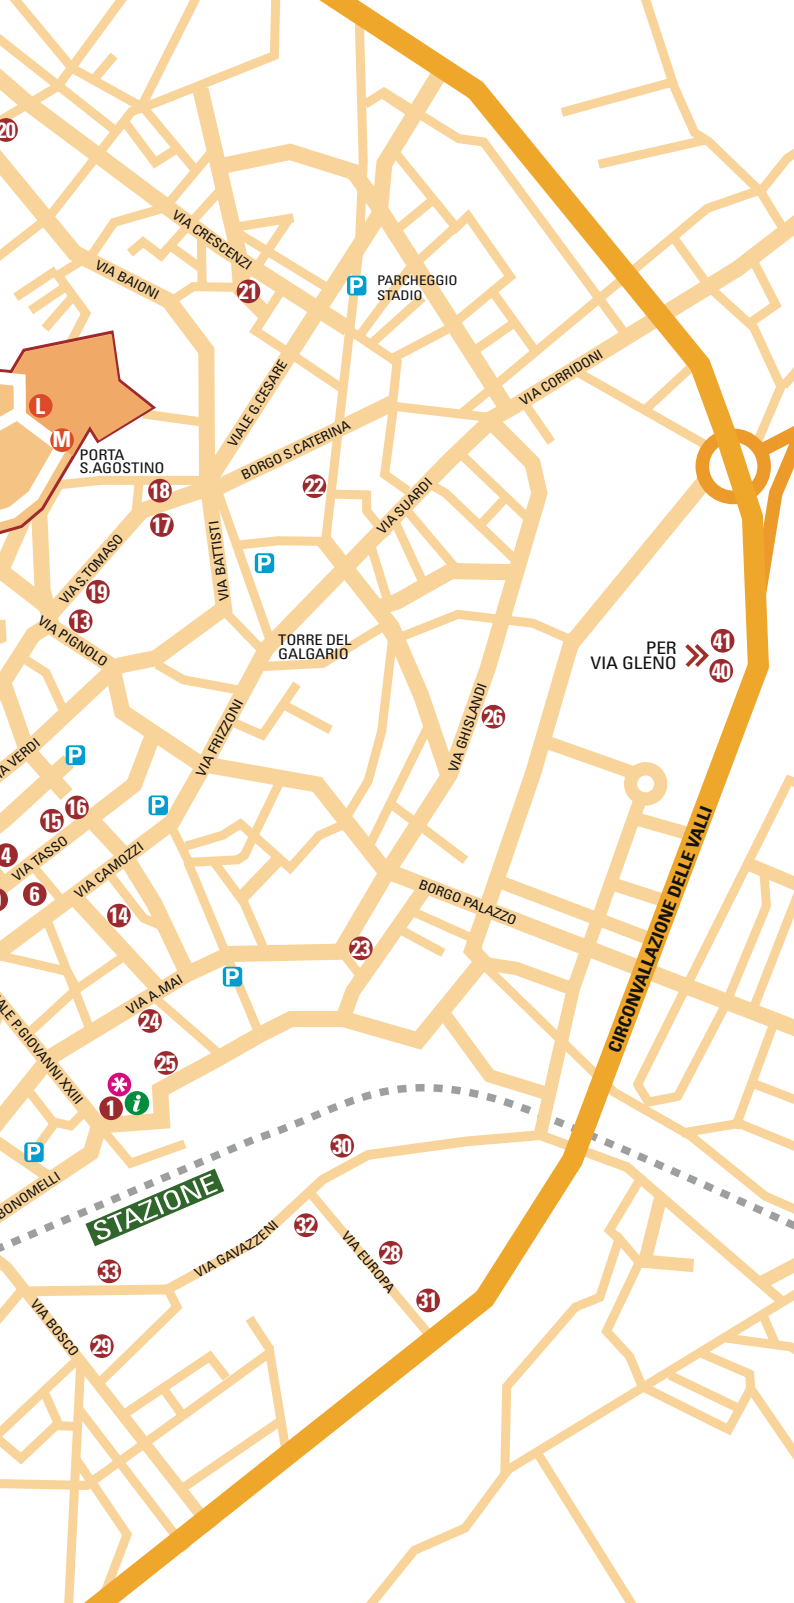 20
VIA CRESCENZI
VIA BAIONI
21
P
PARCHEGGIO
STADIO
VIALE G.CESARE
VIA CORRIDONI
L
M
PORTA
S.AGOSTINO
BORGO S.CATERINA
18
22
17
VIA SUARDI
VIA BATTISTI
P
VIA S.TOMASO
19
13
VIA PIGNOLO
TORRE DEL
GALGARIO
PER
VIA GLENO
41
40
VIA GHISLANDI
26
VIA FRIZZONI
A VERDI
P
P
16
15
4
VIA TASSO
VIA CAMOZZI
6
14
BORGO PALAZZO
CIRCONVALLAZIONE DELLE VALLI
23
P
VIA A.MAI
24
ALE P.GIOVANNI XXIII
25
*
1
i
P
30
BONOMELLI
STAZIONE
32
VIA GAVAZZENI
VIA EUROPA
28
33
31
VIA BOSCO
29